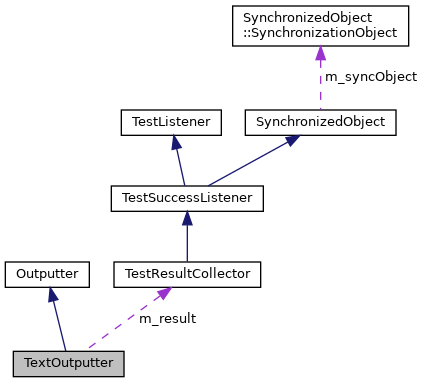 SynchronizedObject
::SynchronizationObject
m_syncObject
TestListener
SynchronizedObject
TestSuccessListener
Outputter
TestResultCollector
m_result
TextOutputter